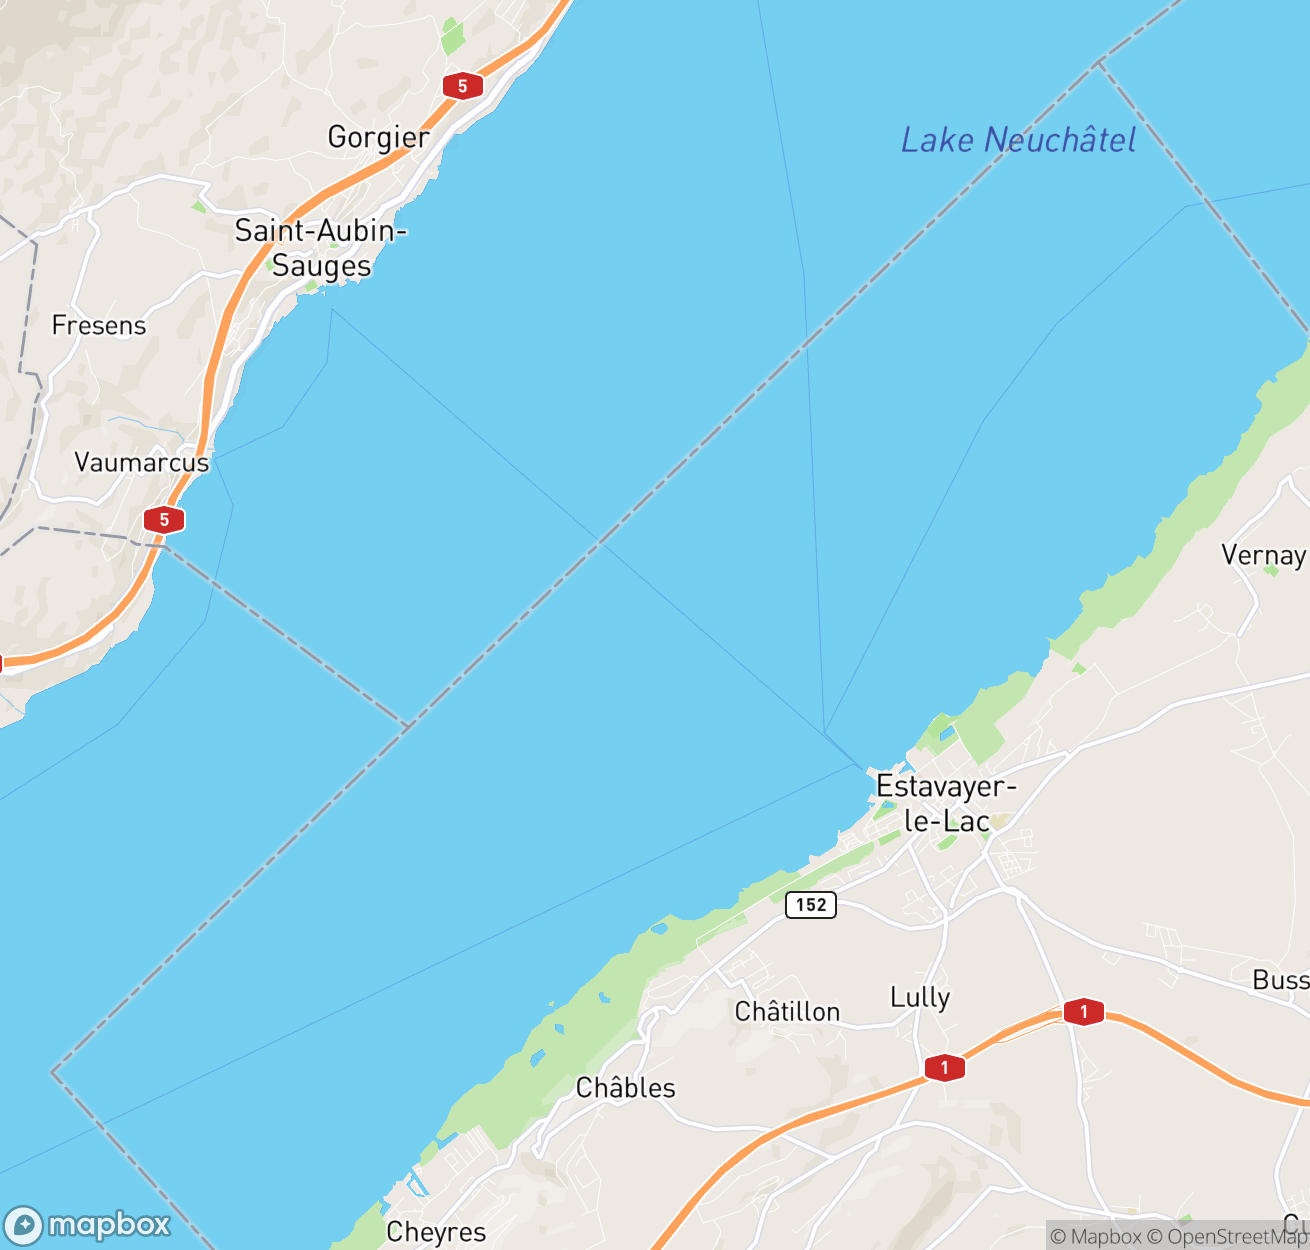 5
Gorgier
Lake Neuchâtel
Saint-Aubin-
Sauges
Fresens
Vaumarcus
5
Vernay
Estavayer-
le-Lac
152
Buss
Lully
Châtillon
1
1
Châbles
Cheyres
Cu
mapbox
© Mapbox © OpenStreetMap